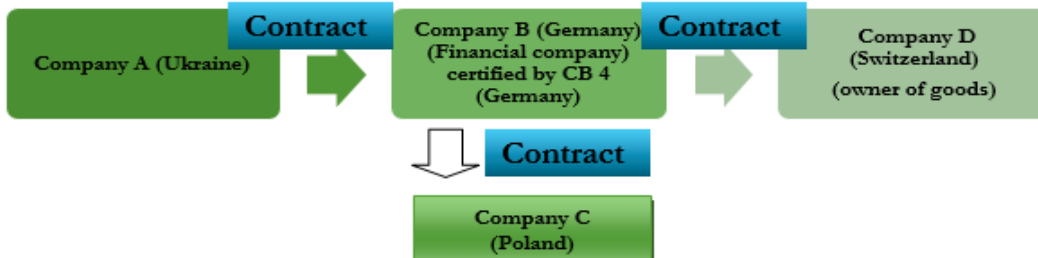 Contract
Contract
Company A (Ukraine)
Company B (Germany)
(Financial company)
certified by CB 4
(Germany)
Company D
(Switzerland)
(owner of goods)
Contract
Company C
(Poland)